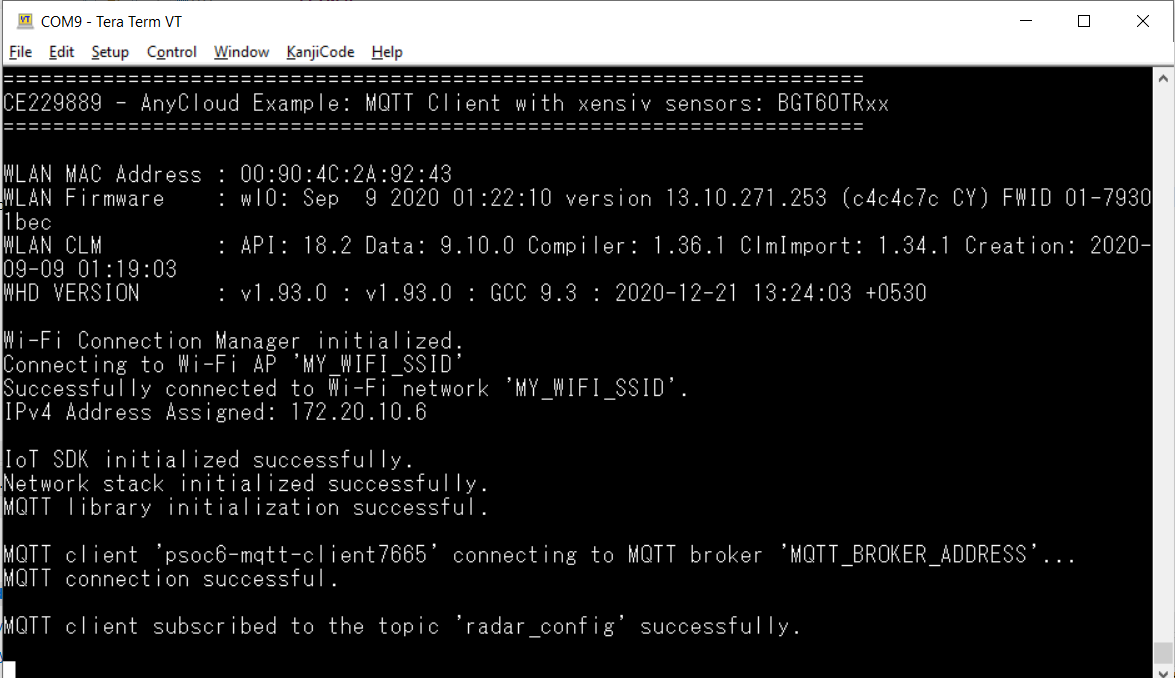 COM9 - Tera Term VT
File Edit Setup Control Window KanjiCode Help
=====================================================================
CE229889 - AnyCloud Example: MQTT Client with xensiv sensors: BGT60TRxx
=====================================================================
WLAN MAC Address : 00:90:4C:2A:92:43
WLAN Firmware : wl0: Sep 9 2020 01:22:10 version 13.10.271.253 (c4c4c7c CY) FWID 01-7930
1bec
WLAN CLM : API: 18.2 Data: 9.10.0 Compiler: 1.36.1 ClmImport: 1.34.1 Creation: 2020-
09-09 01:19:03
WHD VERSION : v1.93.0 : v1.93.0 : GCC 9.3 : 2020-12-21 13:24:03 +0530
Wi-Fi Connection Manager initialized.
Connecting to Wi-Fi AP 'MY_WIFI_SSID'
Successfully connected to Wi-Fi network 'MY_WIFI_SSID'.
IPv4 Address Assigned: 172.20.10.6
IoT SDK initialized successfully.
Network stack initialized successfully.
MQTT library initialization successful.
MQTT client 'psoc6-mqtt-client7665' connecting to MQTT broker 'MQTT_BROKER_ADDRESS'...
MQTT connection successful.
MQTT client subscribed to the topic 'radar_config' successfully.